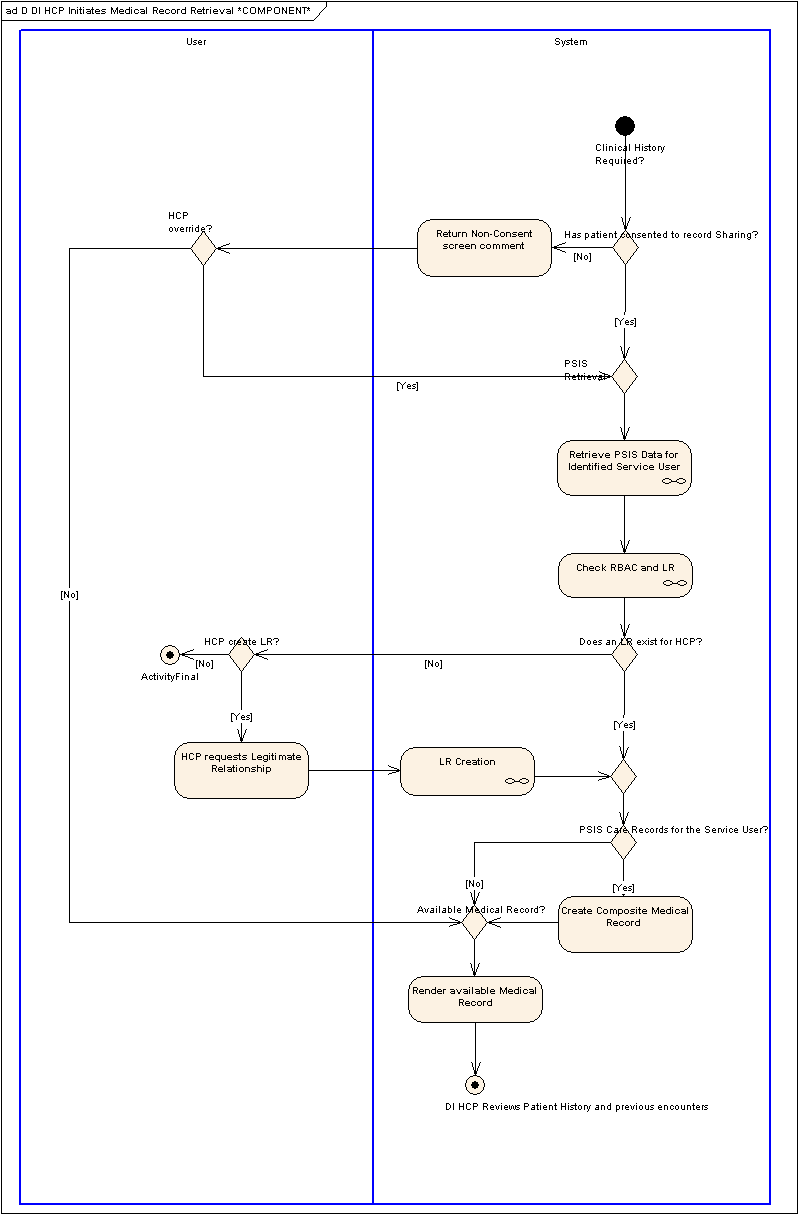 ad D DI HCP Initiates Medical Record Retrieval *COMPONENT*
User
System
Clinical History
Required?
HCP
override?
Return Non-Consent
screen comment
Has patient consented to record Sharing?
[No]
[Yes]
PSIS
Retrieval
[Yes]
Retrieve PSIS Data for
Identified Service User
Check RBAC and LR
[No]
HCP create LR?
Does an LR exist for HCP?
[No]
[No]
ActivityFinal
[Yes]
[Yes]
HCP requests Legitimate
Relationship
LR Creation
PSIS Care Records for the Service User?
[No]
[Yes]
Available Medical Record?
Create Composite Medical
Record
Render available Medical
Record
DI HCP Reviews Patient History and previous encounters